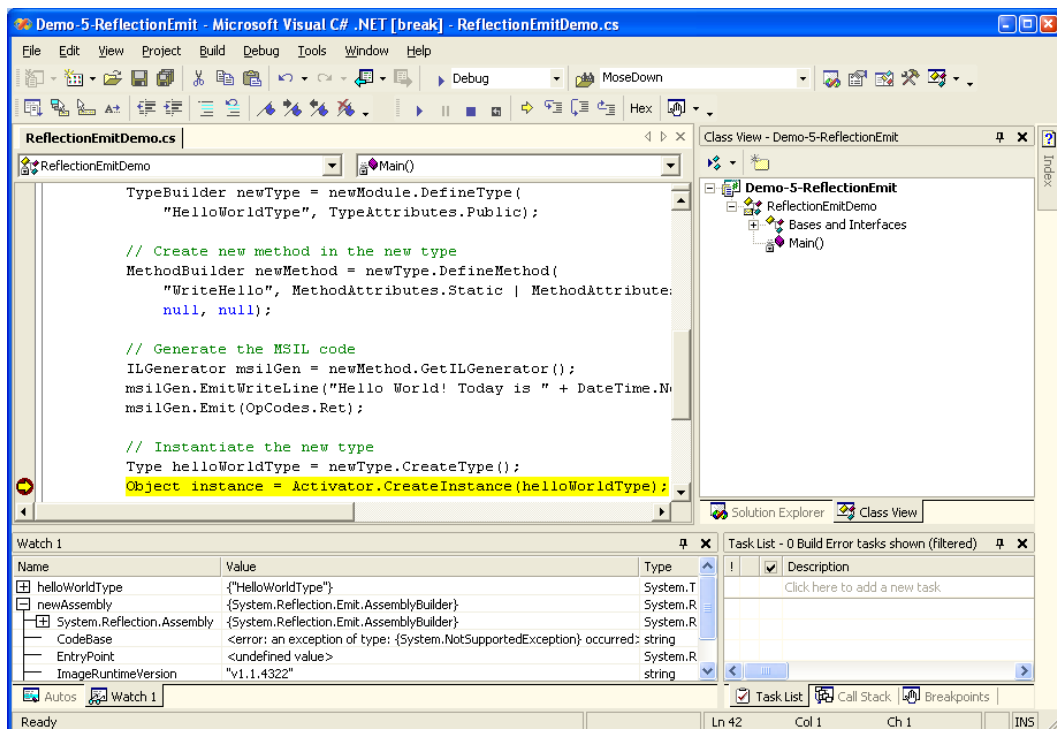 Demo-5-ReflectionEmit - Microsoft Visual C# .NET [break] - ReflectionEmitDemo.cs
File Edit View Project Build Debug Tools Window Help
Debug MoseDown
Hex
ReflectionEmitDemo.cs
ReflectionEmitDemo Main()
TypeBuilder newType = newModule.DefineType(
"HelloWorldType", TypeAttributes.Public);
// Create new method in the new type
MethodBuilder newMethod = newType.DefineMethod(
"WriteHello", MethodAttributes.Static | MethodAttributes
null, null);
// Generate the MSIL code
ILGenerator msilGen = newMethod.GetILGenerator();
msilGen.EmitWriteLine("Hello World! Today is " + DateTime.N
msilGen.Emit(OpCodes.Ret);
// Instantiate the new type
Type helloWorldType = newType.CreateType();
Object instance = Activator.CreateInstance(helloWorldType);
Class View - Demo-5-ReflectionEmit
Demo-5-ReflectionEmit
ReflectionEmitDemo
Bases and Interfaces
Main()
Solution Explorer Class View
Index
Watch 1
Name Value Type
helloWorldType {"HelloWorldType"} System.T
newAssembly {System.Reflection.Emit.AssemblyBuilder} System.R
System.Reflection.Assembly {System.Reflection.Emit.AssemblyBuilder} System.R
CodeBase <error: an exception of type: {System.NotSupportedException} occurred> string
EntryPoint <undefined value> System.R
ImageRuntimeVersion "v1.1.4322" string
Autos Watch 1
Task List - 0 Build Error tasks shown (filtered)
! Description
Click here to add a new task
Task List Call Stack Breakpoints
Ready Ln 42 Col 1 Ch 1 INS